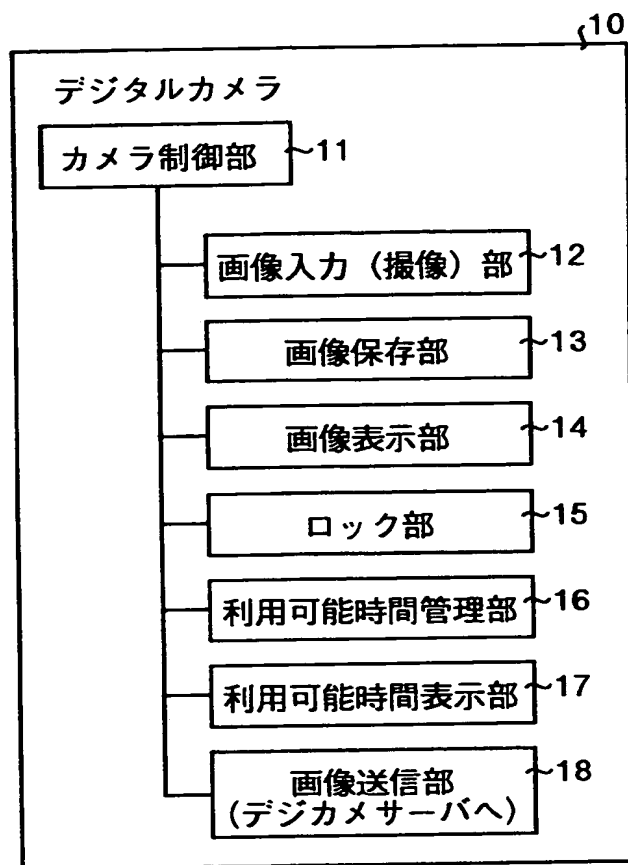 10
デジタルカメラ
カメラ制御部 11
画像入力（撮像）部 12
画像保存部 13
画像表示部 14
ロック部 15
利用可能時間管理部 16
利用可能時間表示部 17
画像送信部 18
(デジカメサーバへ)